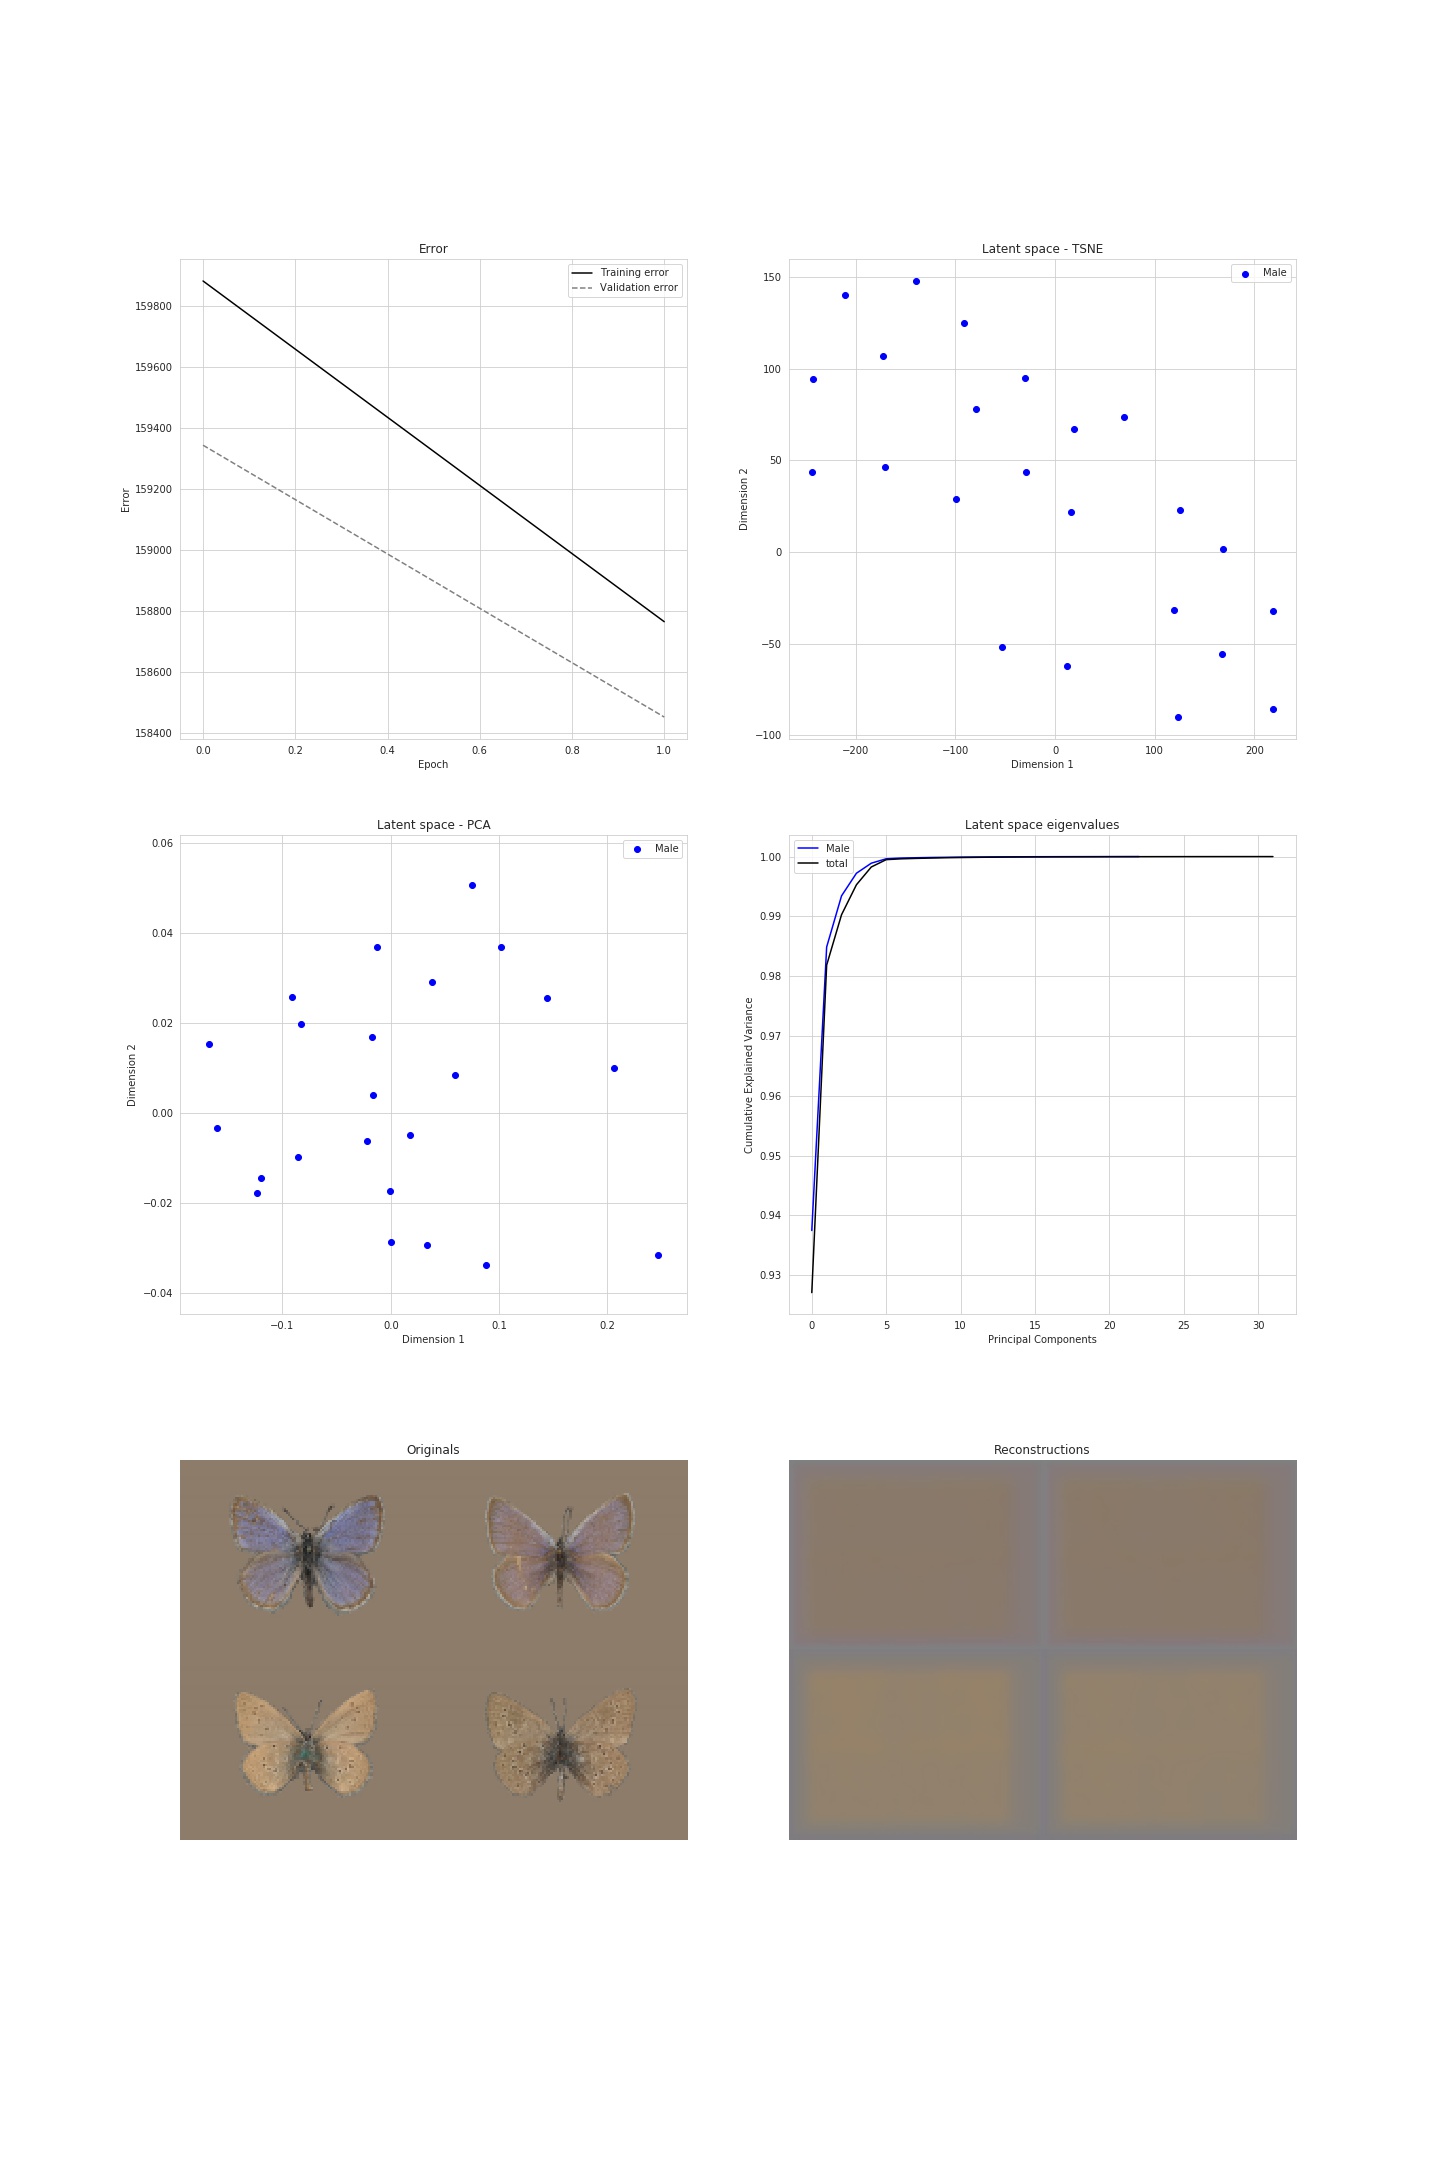 Error
Training error
Validation error
159800
159600
159400
159200
159000
158800
158600
158400
Error
0.0 0.2 0.4 0.6 0.8 1.0
Epoch
Latent space - TSNE
Male
150
100
50
0
−50
−100
Dimension 2
−200 −100 0 100 200
Dimension 1
Latent space - PCA
Male
0.06
0.04
0.02
0.00
−0.02
−0.04
Dimension 2
−0.1 0.0 0.1 0.2
Dimension 1
Latent space eigenvalues
Male
total
1.00
0.99
0.98
0.97
0.96
0.95
0.94
0.93
Cumulative Explained Variance
0 5 10 15 20 25 30
Principal Components
Originals
Reconstructions